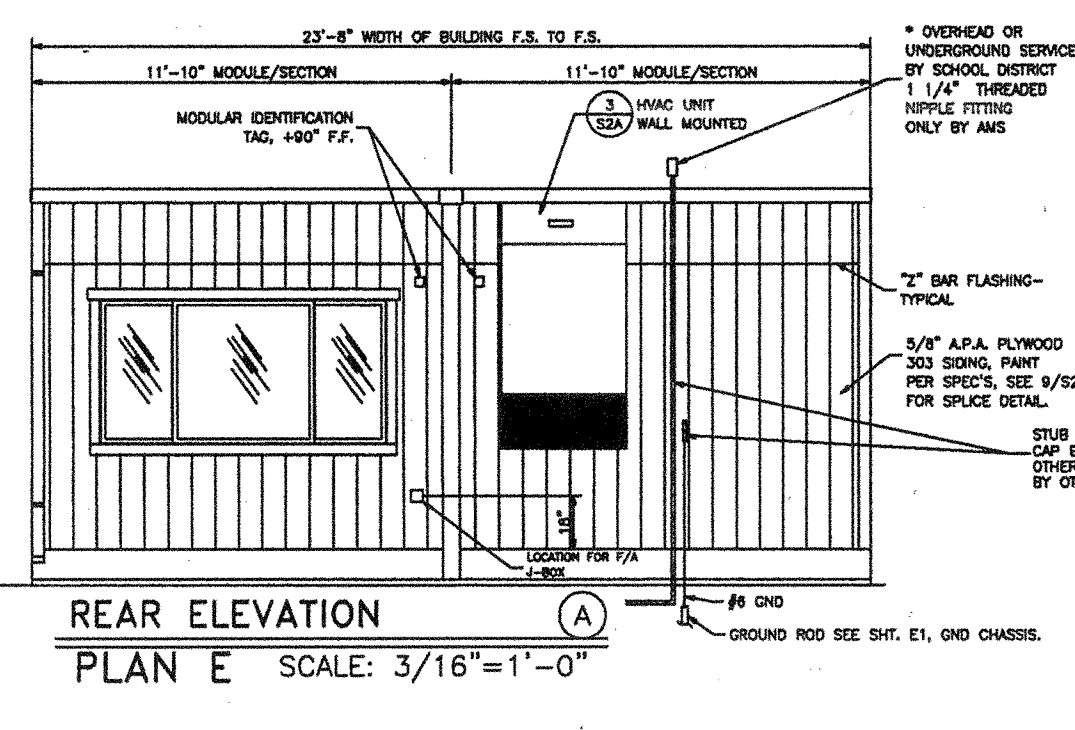 23'-8" WIDTH OF BUILDING F.S. TO F.S.
11'-10" MODULE/SECTION
11'-10" MODULE/SECTION
* OVERHEAD OR
UNDERGROUND SERVICE
BY SCHOOL DISTRICT
1 1/4" THREADED
NIPPLE FITTING
ONLY BY AMS
MODULAR IDENTIFICATION
TAG, +90" F.F.
3
S2A
HVAC UNIT
WALL MOUNTED
"Z" BAR FLASHING-
TYPICAL
5/8" A.P.A. PLYWOOD
303 SIDING, PAINT
PER SPEC'S, SEE 9/S2
FOR SPLICE DETAIL.
STUB
CAP
OTHER
BY
18"
LOCATION FOR F/A
J-BOX
#6 GND
GROUND ROD SEE SHT. E1, GND CHASSIS.
REAR ELEVATION
A
PLAN E SCALE: 3/16"=1'-0"